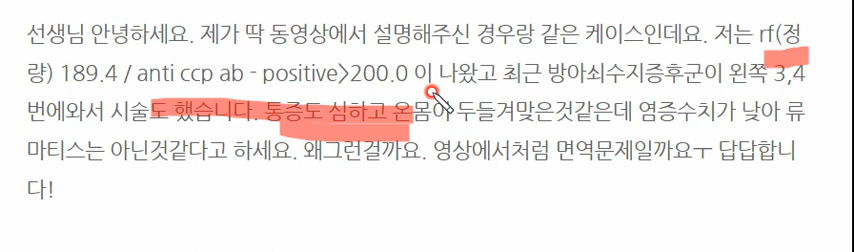 선생님 안녕하세요. 제가 딱 동영상에서 설명해주신 경우랑 같은 케이스인데요. 저는 rf(정
량) 189.4 / anti ccp ab - positive>200.0 이 나왔고 최근 방아쇠수지증후군이 왼쪽 3,4
번에와서 시술도 했습니다. 통증도 심하고 온몸이 두들겨맞은것같은데 염증수치가 낮아 류
마티스는 아닌것같다고 하세요. 왜그런걸까요. 영상에서처럼 면역문제일까요ㅜ 답답합니
다!